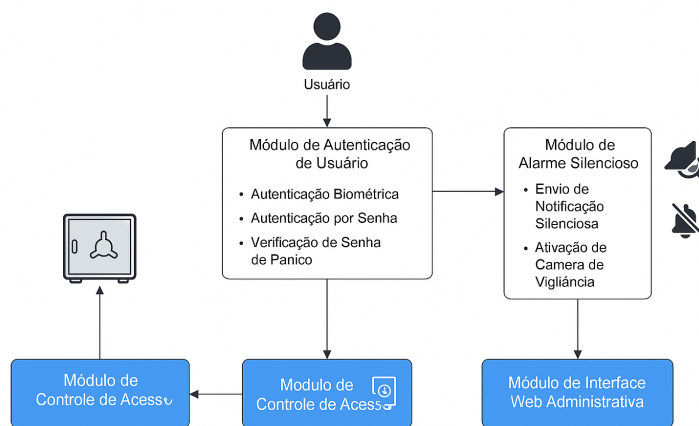 Usuário
Módulo de Autenticação
de Usuário
• Autenticação Biométrica
• Autenticação por Senha
• Verificação de Senha
de Panico
Módulo de
Alarme Silencioso
• Envio de
Notificação
Silenciosa
• Ativação de
Camera de
Vigliáncia
Módulo de
Controle de Acess
Modulo de
Controle de Acess
Módulo de Interface
Web Administrativa